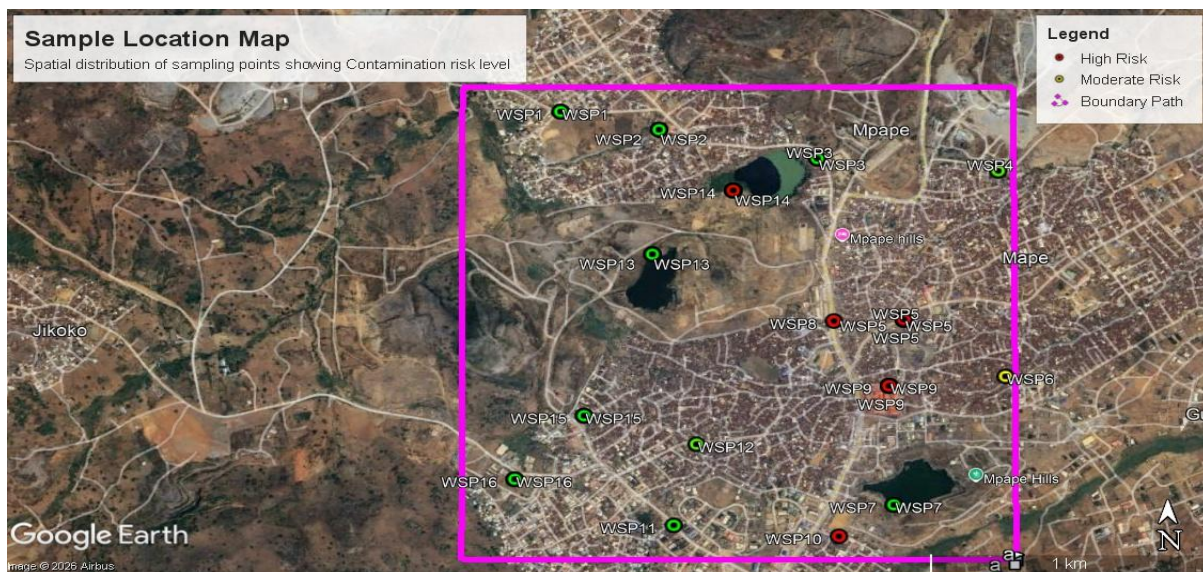 Sample Location Map
Spatial distribution of sampling points showing Contamination risk level
Legend
High Risk
Moderate Risk
Boundary Path
WSP1 WSP1
WSP2 WSP2
Mpape
WSP3
WSP3
WSP4
WSP14 WSP14
Mpape hills
Mape
WSP13 WSP13
Jikoko
WSP8 WSP5 WSP5 WSP5
WSP5
WSP6
WSP9 WSP9
WSP9
WSP15 WSP15
WSP12
WSP16 WSP16
Mpape Hills
WSP7 WSP7
WSP11
WSP10
N
Google Earth
Image © 2026 Airbus
a
a
1 km